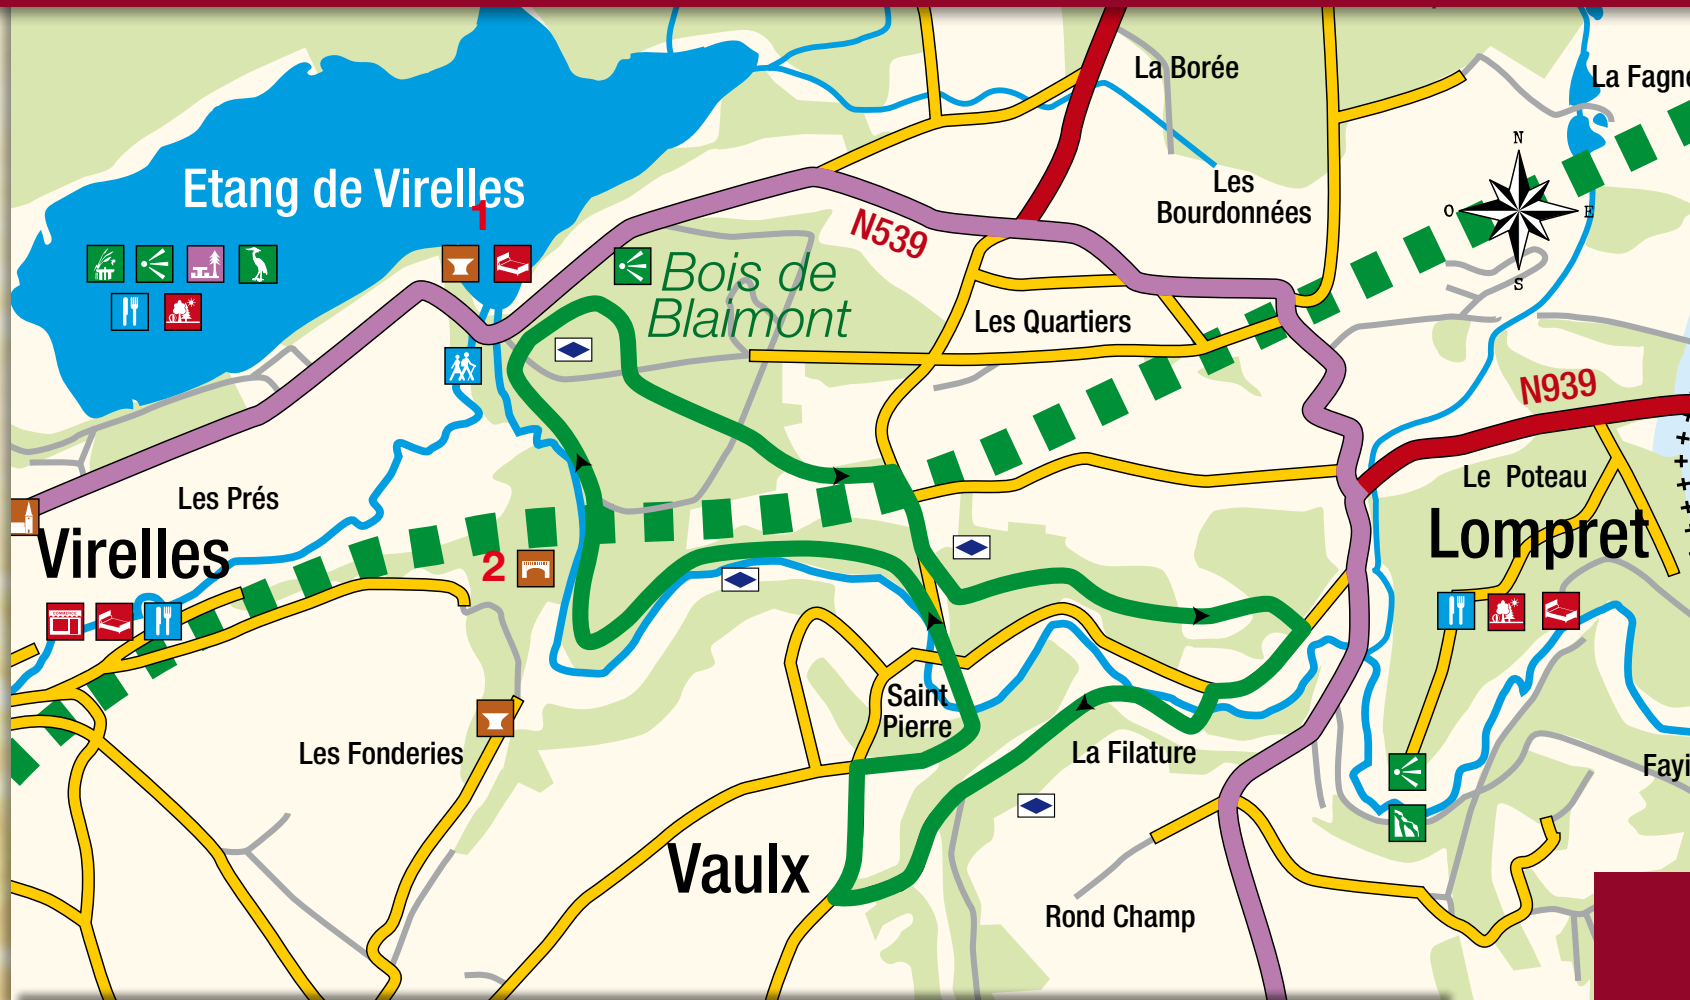 La Borée
La Fagne
N
O
E
S
Etang de Virelles
1
Les
Bourdonnées
N539
Bois de
Blaimont
Les Quartiers
N939
Les Prés
Le Poteau
Virelles
Lompret
2
COMMERCE
Saint
Pierre
Les Fonderies
La Filature
Fayi
Vaulx
Rond Champ